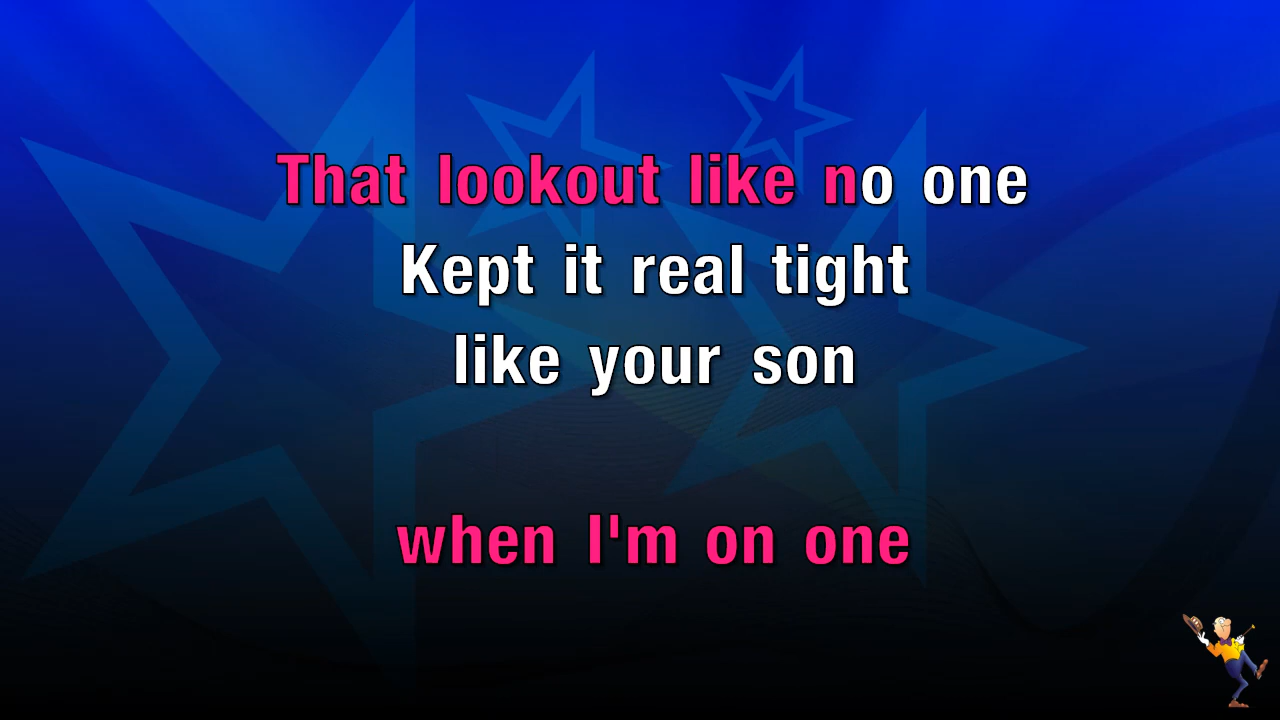 That lookout like no one
Kept it real tight
like your son
when I'm on one